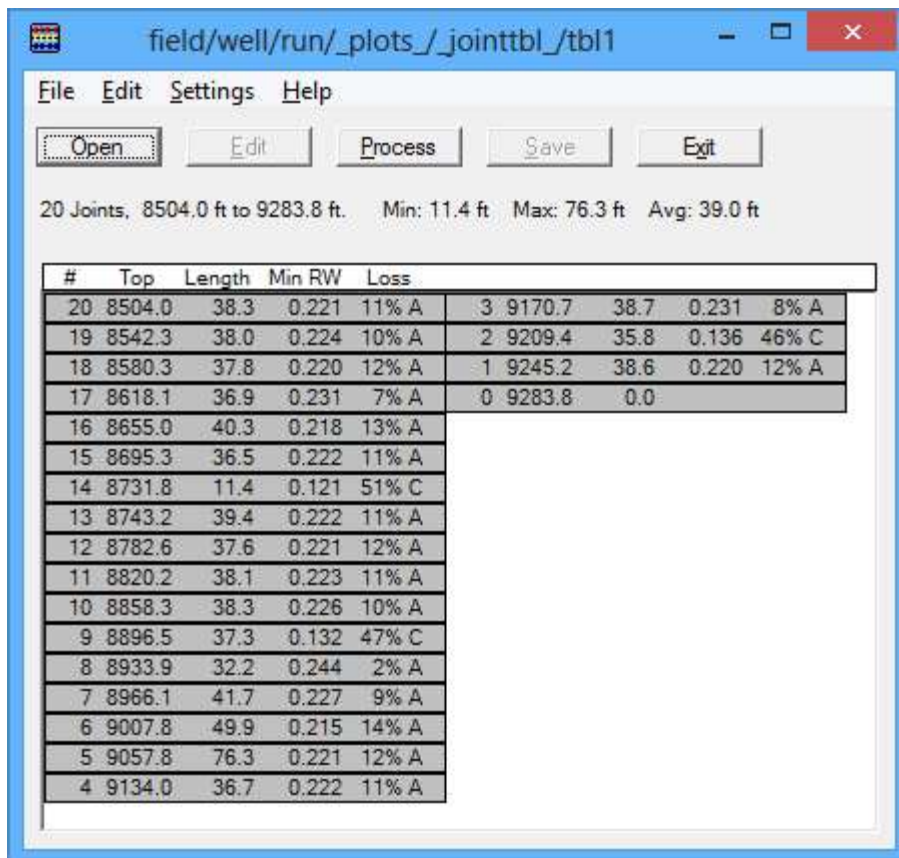 field/well/run/_plots_/_jointtbl_/tbl1
File Edit Settings Help
Open Edit Process Save Exit
20 Joints, 8504.0 ft to 9283.8 ft. Min: 11.4 ft Max: 76.3 ft Avg: 39.0 ft
# Top Length Min RW Loss
20 8504.0 38.3 0.221 11% A 3 9170.7 38.7 0.231 8% A
19 8542.3 38.0 0.224 10% A 2 9209.4 35.8 0.136 46% C
18 8580.3 37.8 0.220 12% A 1 9245.2 38.6 0.220 12% A
17 8618.1 36.9 0.231 7% A 0 9283.8 0.0
16 8655.0 40.3 0.218 13% A
15 8695.3 36.5 0.222 11% A
14 8731.8 11.4 0.121 51% C
13 8743.2 39.4 0.222 11% A
12 8782.6 37.6 0.221 12% A
11 8820.2 38.1 0.223 11% A
10 8858.3 38.3 0.226 10% A
9 8896.5 37.3 0.132 47% C
8 8933.9 32.2 0.244 2% A
7 8966.1 41.7 0.227 9% A
6 9007.8 49.9 0.215 14% A
5 9057.8 76.3 0.221 12% A
4 9134.0 36.7 0.222 11% A